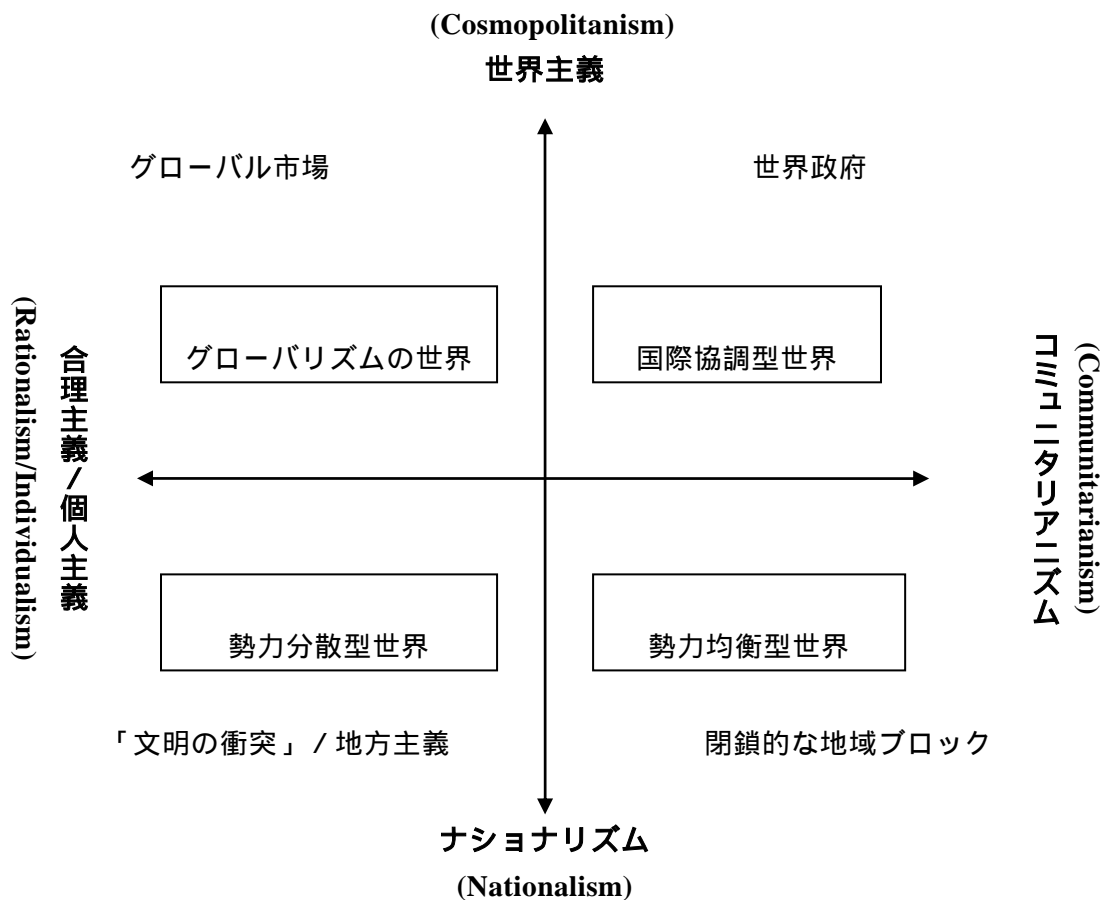 (Cosmopolitanism)
世界主義
グローバル市場
世界政府
グローバリズムの世界
国際協調型世界
(Rationalism/Individualism)
合理主義/個人主義
コミュニタリアニズム
(Communitarianism)
勢力分散型世界
勢力均衡型世界
「文明の衝突」/地方主義
閉鎖的な地域ブロック
ナショナリズム
(Nationalism)